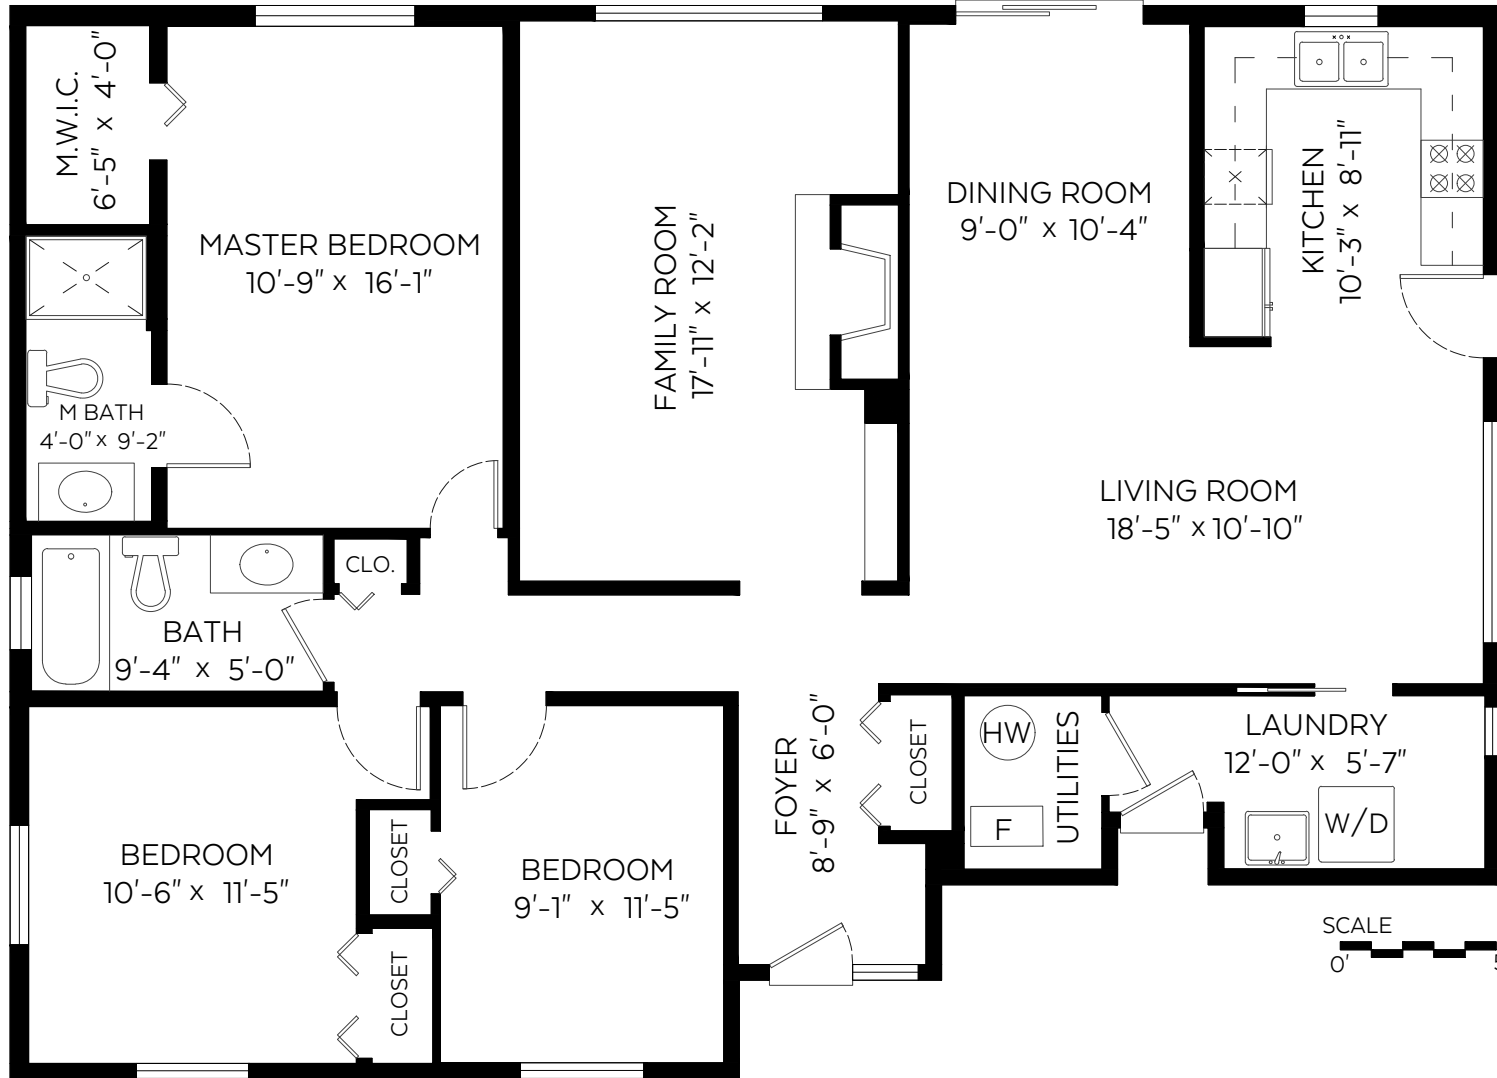 M.W.I.C.
6'-5" x 4'-0"
MASTER BEDROOM
10'-9" x 16'-1"
FAMILY ROOM
17'-11" x 12'-2"
DINING ROOM
9'-0" x 10'-4"
KITCHEN
10'-3" x 8'-11"
X
M BATH
4'-0" x 9'-2"
LIVING ROOM
18'-5" x 10'-10"
CLO.
BATH
9'-4" x 5'-0"
FOYER
8'-9" x 6'-0"
CLOSET
HW
F
UTILITIES
LAUNDRY
12'-0" x 5'-7"
W/D
BEDROOM
10'-6" x 11'-5"
CLOSET
CLOSET
BEDROOM
9'-1" x 11'-5"
SCALE
0'